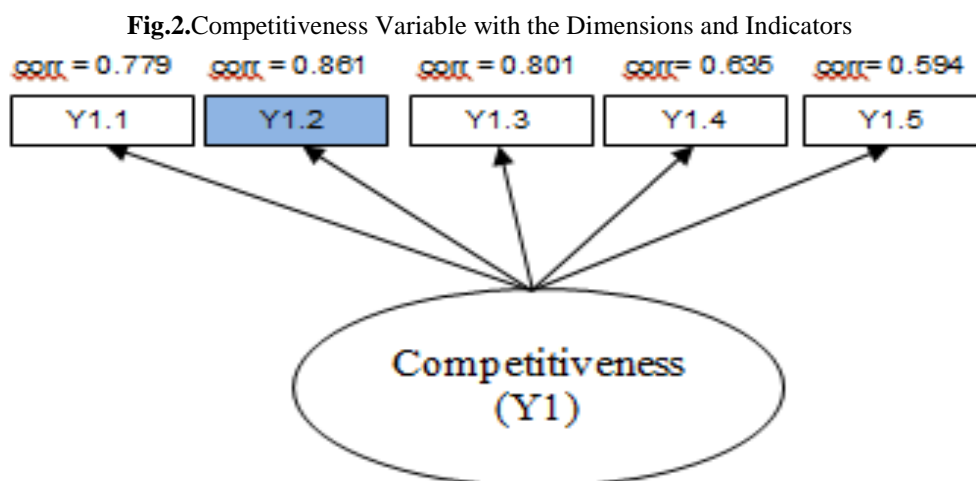 Fig.2.Competitiveness Variable with the Dimensions and Indicators
corr = 0.779 corr = 0.861 corr = 0.801 corr= 0.635 corr= 0.594
Y1.1 Y1.2 Y1.3 Y1.4 Y1.5
Competitiveness
(Y1)